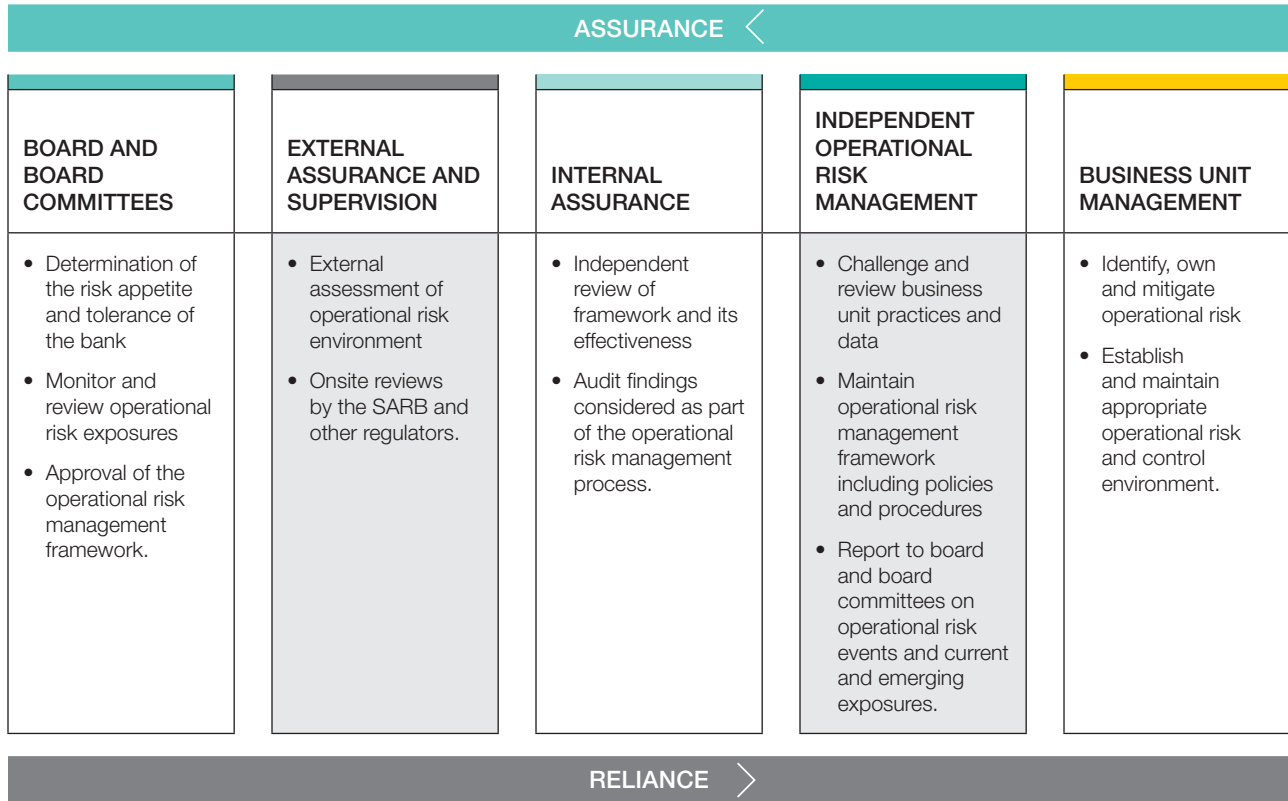 ASSURANCE
BOARD AND
BOARD
COMMITTEES
• Determination of
the risk appetite
and tolerance of
the bank
• Monitor and
review operational
risk exposures
• Approval of the
operational risk
management
framework.
EXTERNAL
ASSURANCE AND
SUPERVISION
• External
assessment of
operational risk
environment
• Onsite reviews
by the SARB and
other regulators.
INTERNAL
ASSURANCE
• Independent
review of
framework and its
effectiveness
• Audit findings
considered as part
of the operational
risk management
process.
INDEPENDENT
OPERATIONAL
RISK
MANAGEMENT
• Challenge and
review business
unit practices and
data
• Maintain
operational risk
management
framework
including policies
and procedures
• Report to board
and board
committees on
operational risk
events and current
and emerging
exposures.
BUSINESS UNIT
MANAGEMENT
• Identify, own
and mitigate
operational risk
• Establish
and maintain
appropriate
operational risk
and control
environment.
RELIANCE